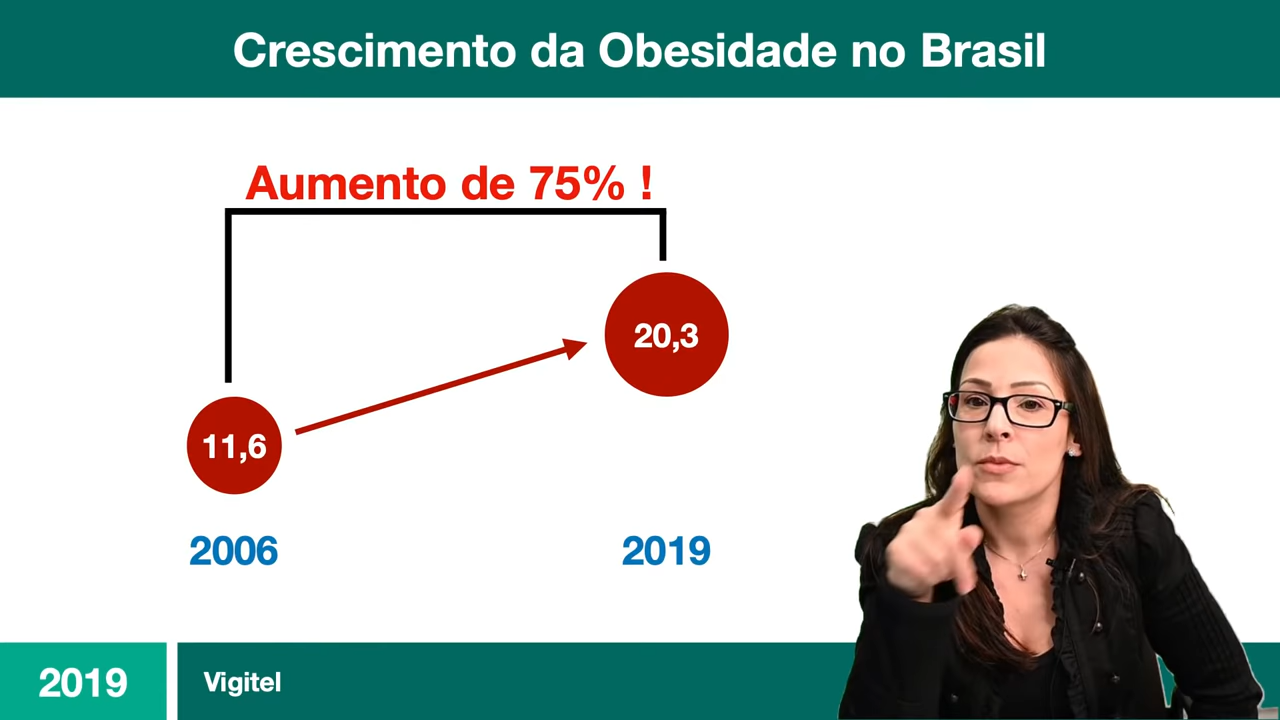 Crescimento da Obesidade no Brasil
Aumento de 75% !
20,3
11,6
2006
2019
2019
Vigitel